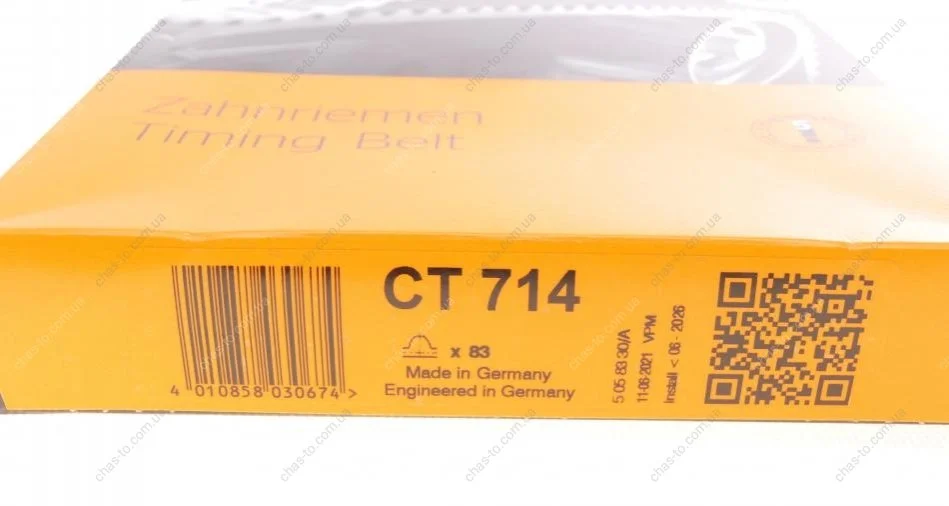 Zahnriemen
Timing Belt
CT 714
x 83
Made in Germany
Engineered in Germany
4 010858 030674 >
5 05 83 30/A
11-08-2021 VPM
Install < 08 - 2026
chas-to.com.ua